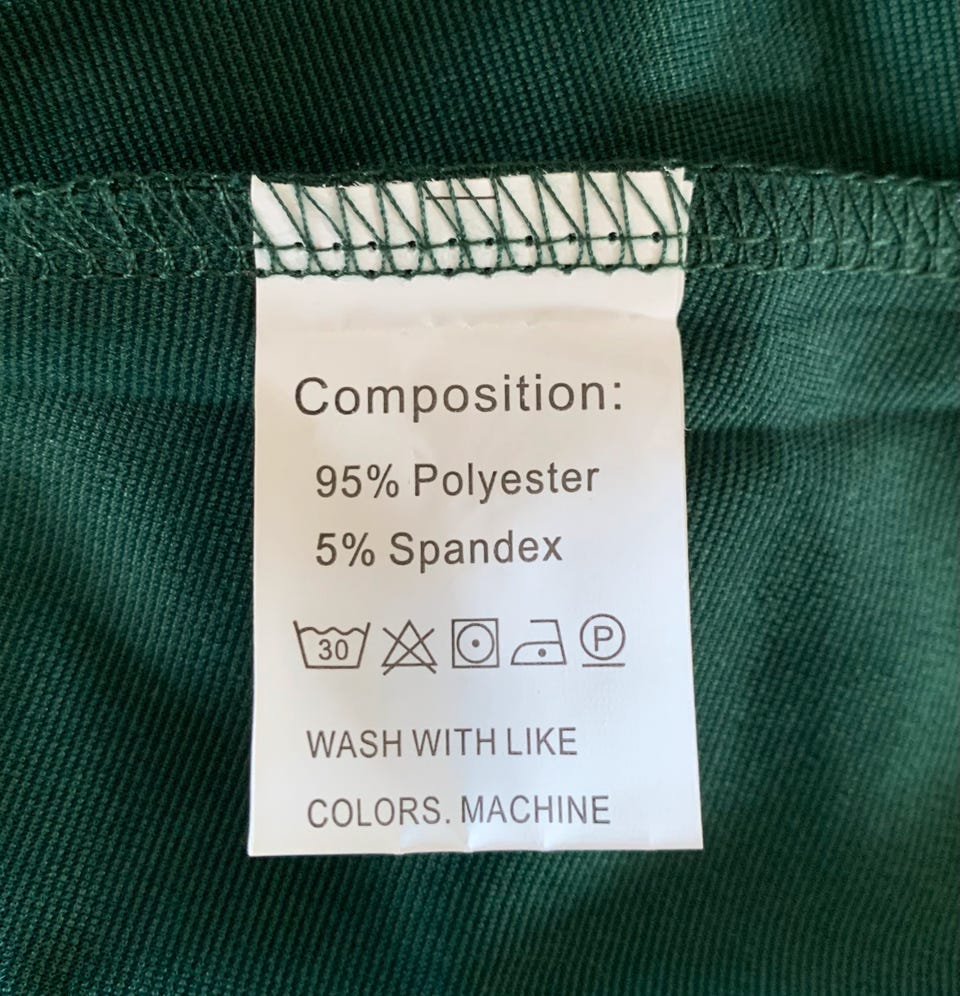 Composition:
95% Polyester
5% Spandex
30 P
WASH WITH LIKE
COLORS. MACHINE